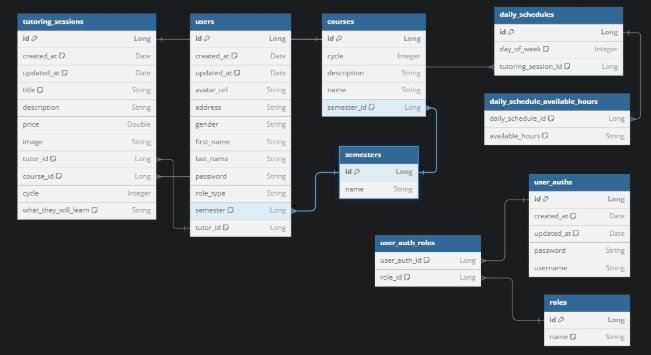 tutoring_sessions
id Long
created_at Date
updated_at Date
title String
description String
price Double
image String
tutor_id Long
course_id Long
cycle Integer
what_they_will_learn String
users
id Long
created_at Date
updated_at Date
avatar_url String
address String
gender String
first_name String
last_name String
password String
role_type String
semester Long
tutor_id Long
courses
id Long
cycle Integer
description String
name String
semester_id Long
semesters
id Long
name String
daily_schedules
id Long
day_of_week Integer
tutoring_session_id Long
daily_schedule_available_hours
daily_schedule_id Long
available_hours String
user_auths
id Long
created_at Date
updated_at Date
password String
username String
user_auth_roles
user_auth_id Long
role_id Long
roles
id Long
name String